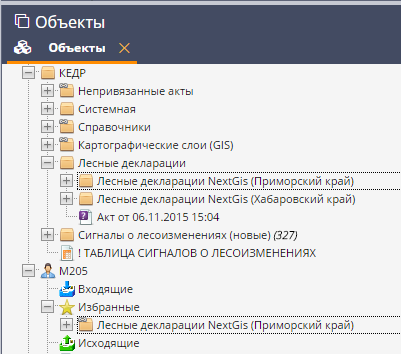 Объекты
Объекты
КЕДР
Непривязанные акты
Системная
Справочники
Картографические слои (GIS)
Лесные декларации
Лесные декларации NextGis (Приморский край)
Лесные декларации NextGis (Хабаровский край)
Акт от 06.11.2015 15:04
Сигналы о лесоизменениях (новые) (327)
! ТАБЛИЦА СИГНАЛОВ О ЛЕСОИЗМЕНЕНИЯХ
М205
Входящие
Избранные
Лесные декларации NextGis (Приморский край)
Исходящие